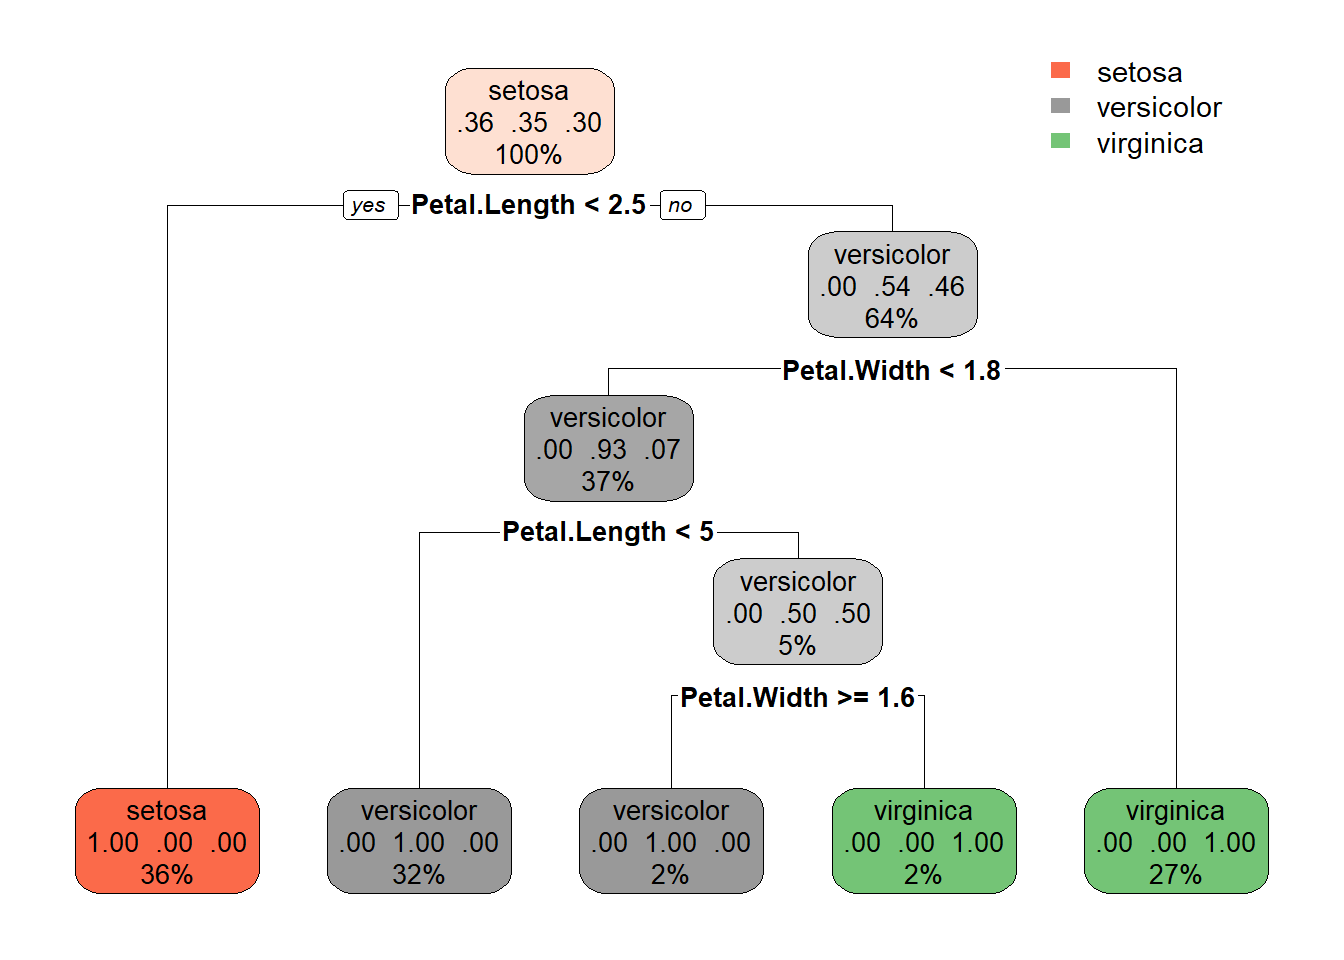 setosa
.36 .35 .30
100%
setosa
versicolor
virginica
yes Petal.Length < 2.5 no
versicolor
.00 .54 .46
64%
Petal.Width < 1.8
versicolor
.00 .93 .07
37%
Petal.Length < 5
versicolor
.00 .50 .50
5%
Petal.Width >= 1.6
setosa
1.00 .00 .00
36%
versicolor
.00 1.00 .00
32%
versicolor
.00 1.00 .00
2%
virginica
.00 .00 1.00
2%
virginica
.00 .00 1.00
27%